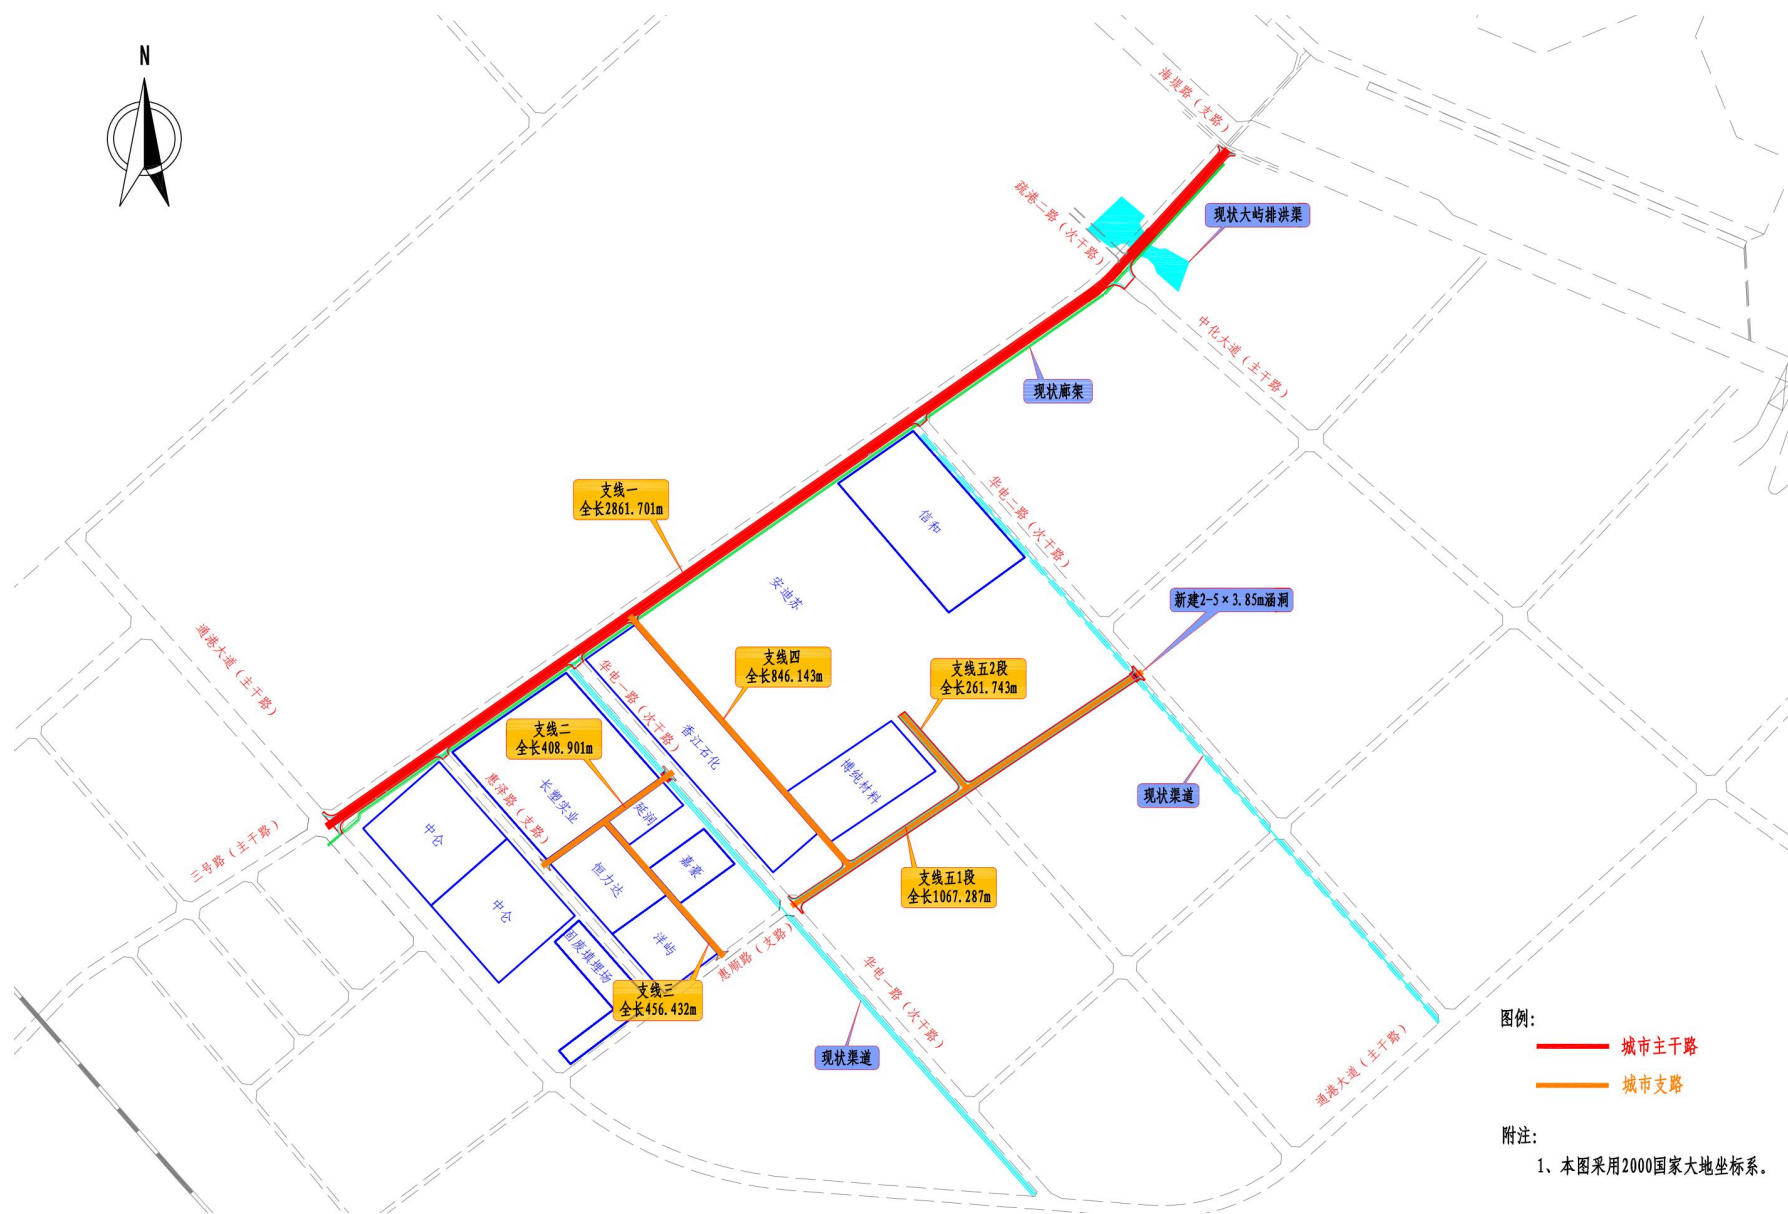 N
海堤路（支路）
疏港二路（次干路）
现状大屿排洪渠
中化大道（主干路）
现状廊架
支线一
全长2861.701m
华电二路（次干路）
信和
安迪苏
新建2-5×3.85m涵洞
通港大道（主干路）
华电一路（次干路）
支线四
全长846.143m
支线五2段
全长261.743m
支线二
全长408.901m
香江石化
博纯材料
现状渠道
惠泽路（支路）
长塑实业
延润
三号路（主干路）
中仑
嘉豪
恒力达
支线五1段
全长1067.287m
中仑
洋屿
固废填埋场
惠顺路（支路）
支线三
全长456.432m
华电一路（次干路）
现状渠道
通港大道（主干路）
图例：
城市主干路
城市支路
附注：
1、本图采用2000国家大地坐标系。